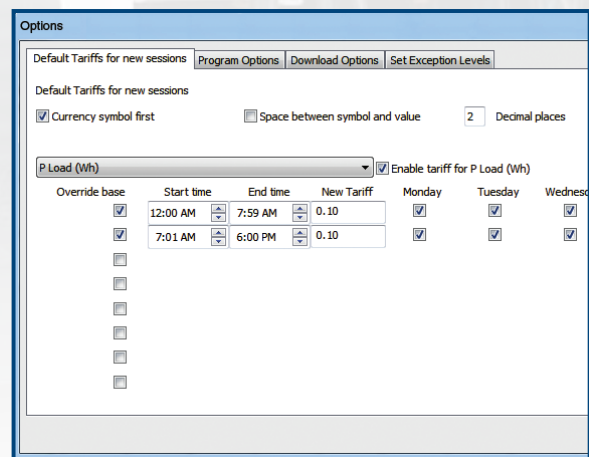 Options
Default Tariffs for new sessions Program Options Download Options Set Exception Levels
Default Tariffs for new sessions
Currency symbol first Space between symbol and value 2 Decimal places
P Load (Wh) Enable tariff for P Load (Wh)
Override base Start time End time New Tariff Monday Tuesday Wednesd
12:00 AM 7:59 AM 0.10
7:01 AM 6:00 PM 0.10